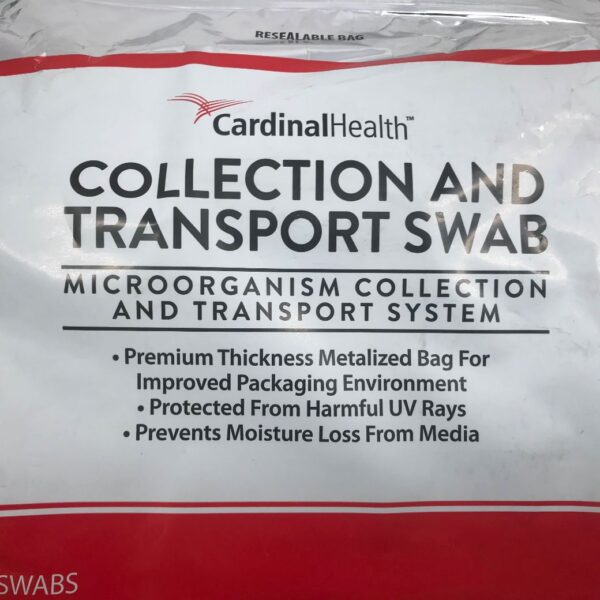 RESEALABLE BAG
CardinalHealth™
COLLECTION AND
TRANSPORT SWAB
MICROORGANISM COLLECTION
AND TRANSPORT SYSTEM
• Premium Thickness Metalized Bag For
Improved Packaging Environment
• Protected From Harmful UV Rays
• Prevents Moisture Loss From Media
SWABS